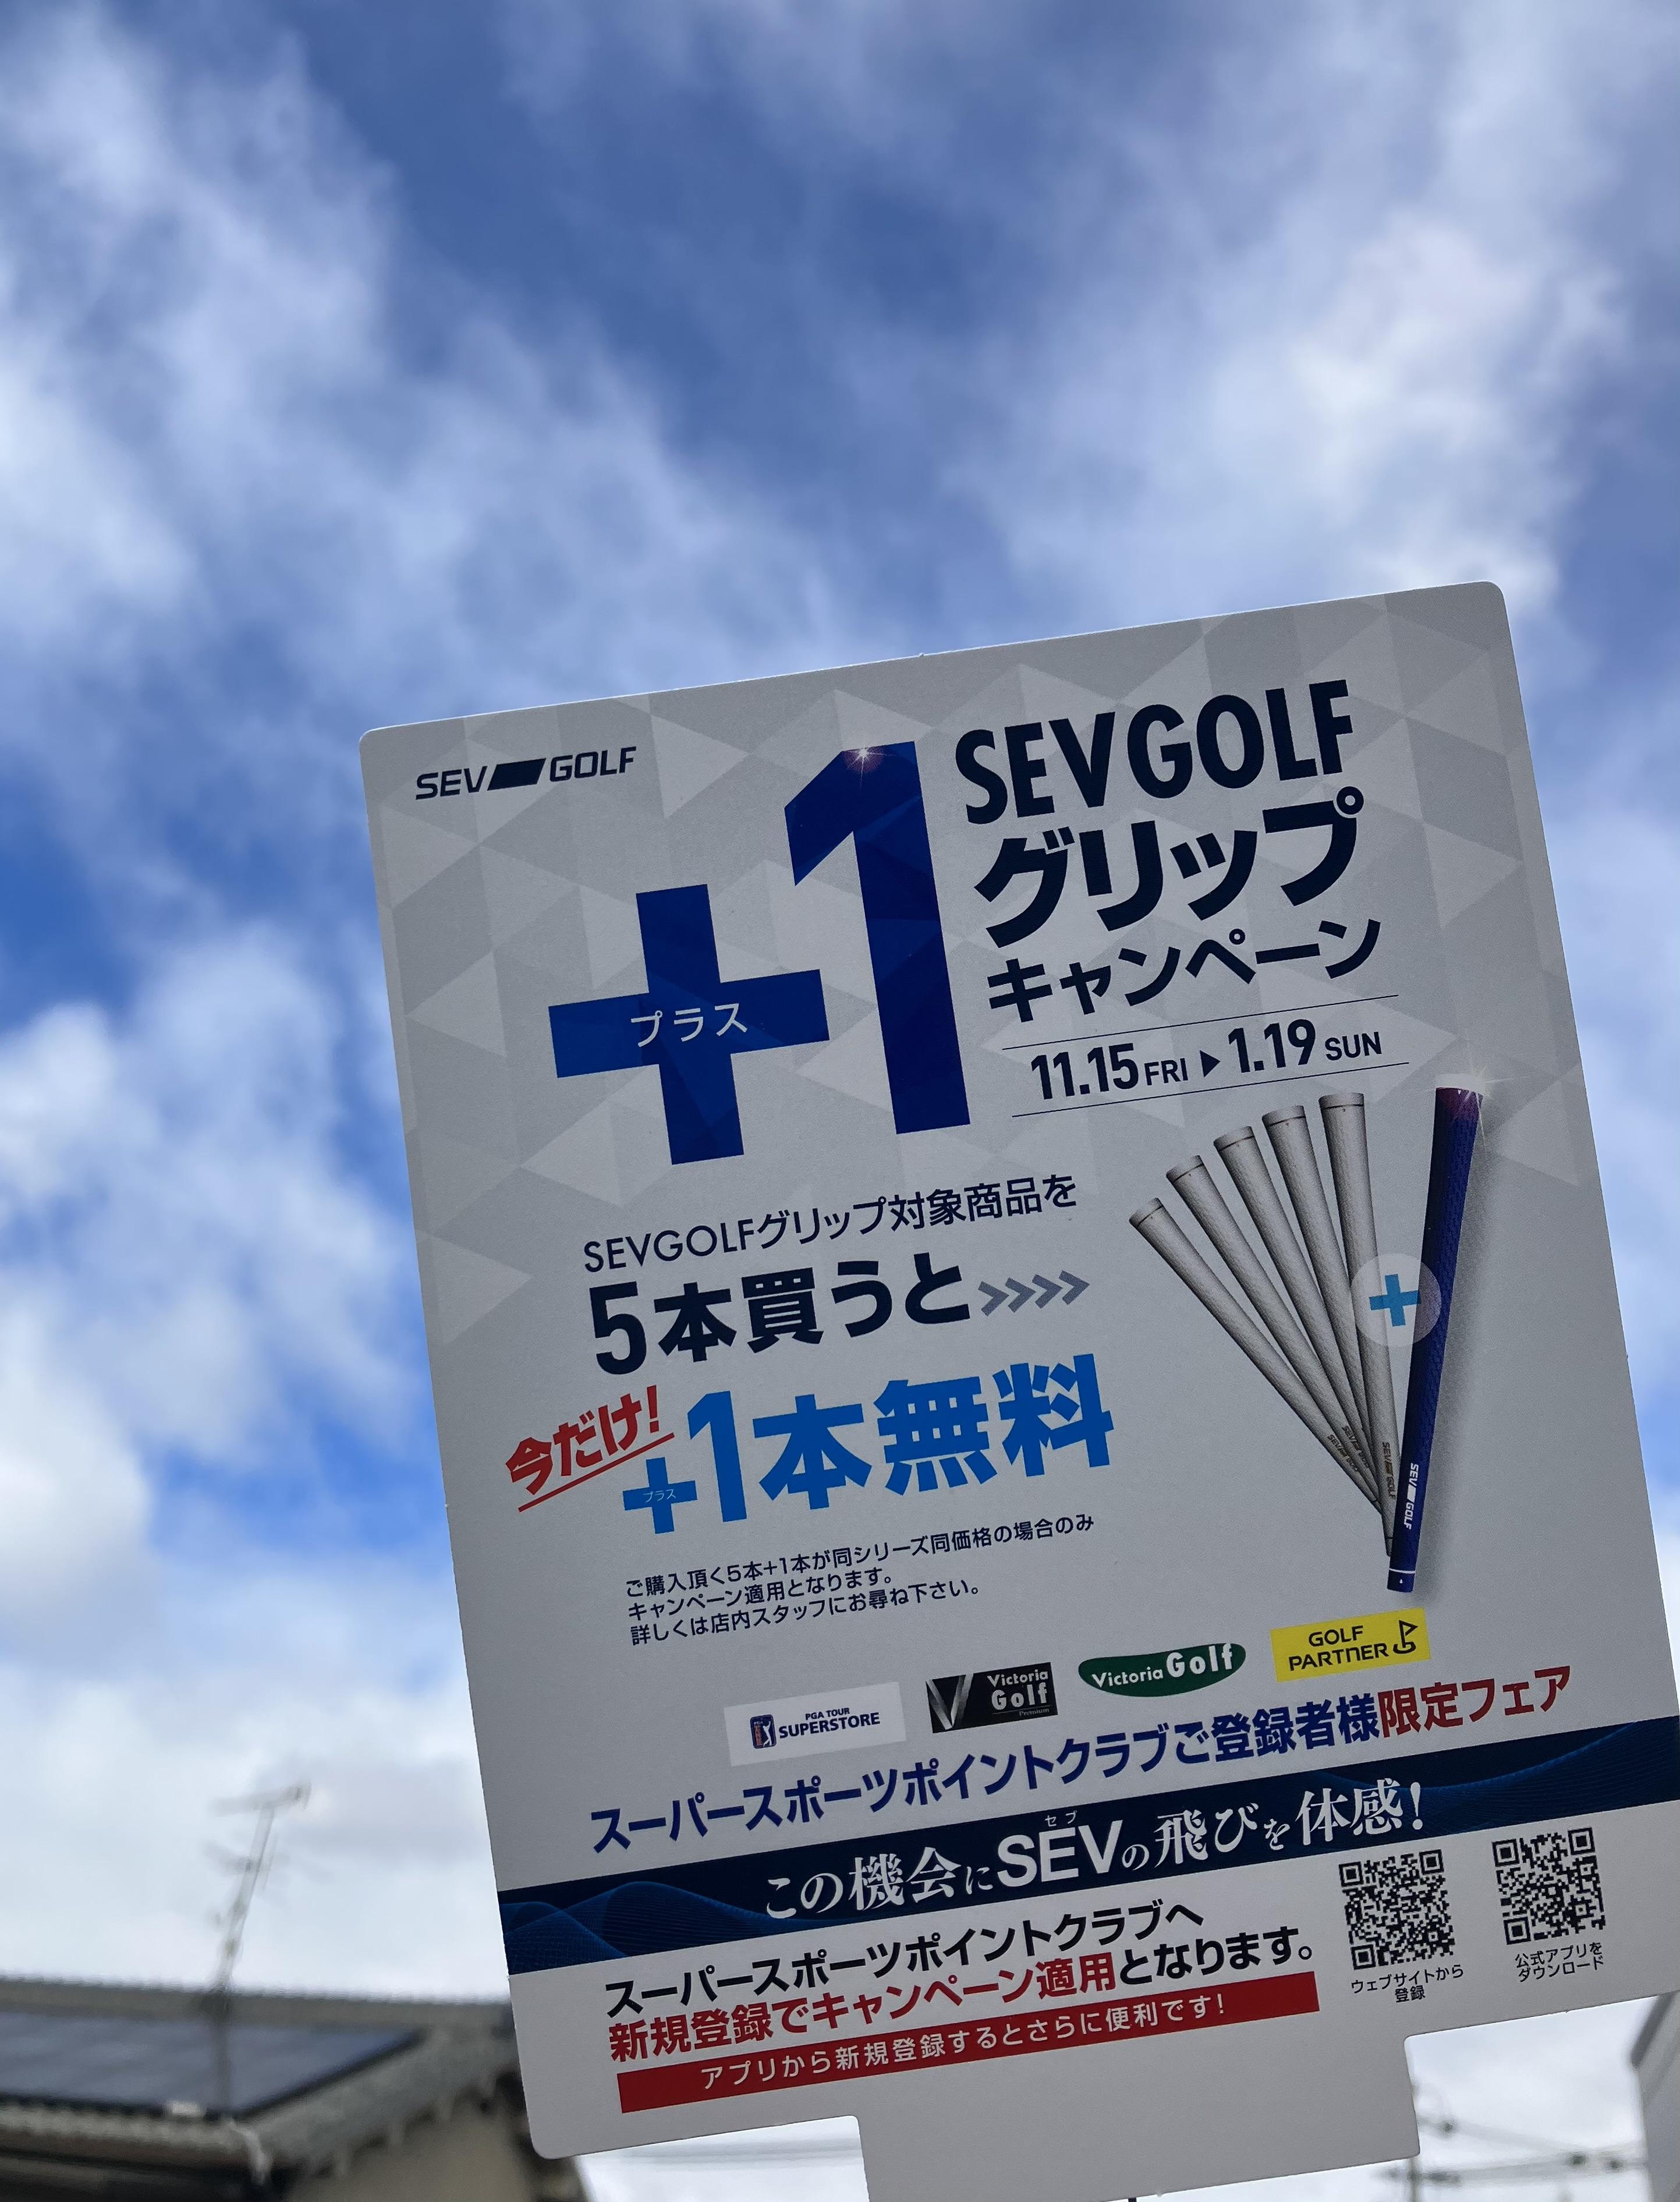 SEV GOLF
+1
プラス
SEVGOLF
グリップ
キャンペーン
11.15 FRI ▶ 1.19 SUN
SEVGOLFグリップ対象商品を
5本買うと
今だけ!
+1本無料
プラス
SEV GOLF
SEV GOLF
ご購入頂く5本+1本が同シリーズ同価格の場合のみ
キャンペーン適用となります。
詳しくは店内スタッフにお尋ね下さい。
PGA TOUR
SUPERSTORE
Victoria
Golf
Premium
Victoria Golf
GOLF
PARTNER
スーパースポーツポイントクラブご登録者様限定フェア
セブ
この機会にSEVの飛びを体感!
スーパースポーツポイントクラブへ
新規登録でキャンペーン適用となります。
アプリから新規登録するとさらに便利です!
ウェブサイトから
登録
公式アプリを
ダウンロード